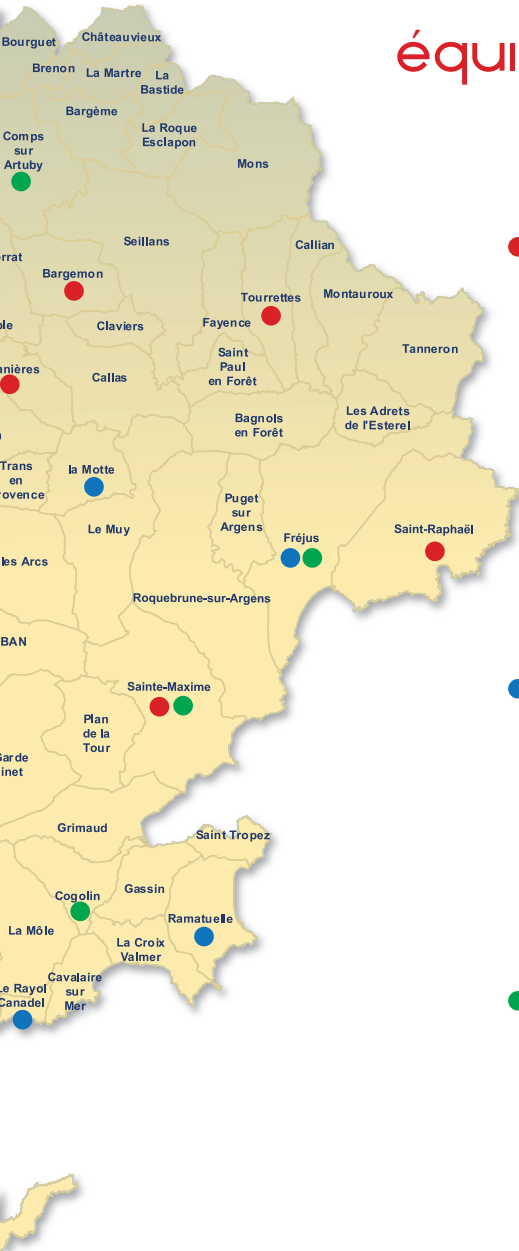 équi
Bourguet
Châteauvieux
Brenon
La Martre
La
Bastide
Bargème
La Roque
Esclapon
Comps
sur
Artuby
Mons
Seillans
Callian
rrat
Bargemon
Tourrettes
Montauroux
Fayence
ple
Claviers
Tanneron
Saint
Paul
en Forêt
anières
Callas
Les Adrets
de l'Esterel
Bagnols
en Forêt
Trans
en
rovence
la Motte
Puget
sur
Argens
Le Muy
Fréjus
Saint-Raphaël
les Arcs
Roquebrune-sur-Argens
BAN
Sainte-Maxime
Plan
de la
Tour
Garde
inet
Grimaud
Saint Tropez
Cogolin
Gassin
La Môle
Ramatuelle
La Croix
Valmer
Cavalaire
sur
Mer
Le Rayol
Canadel